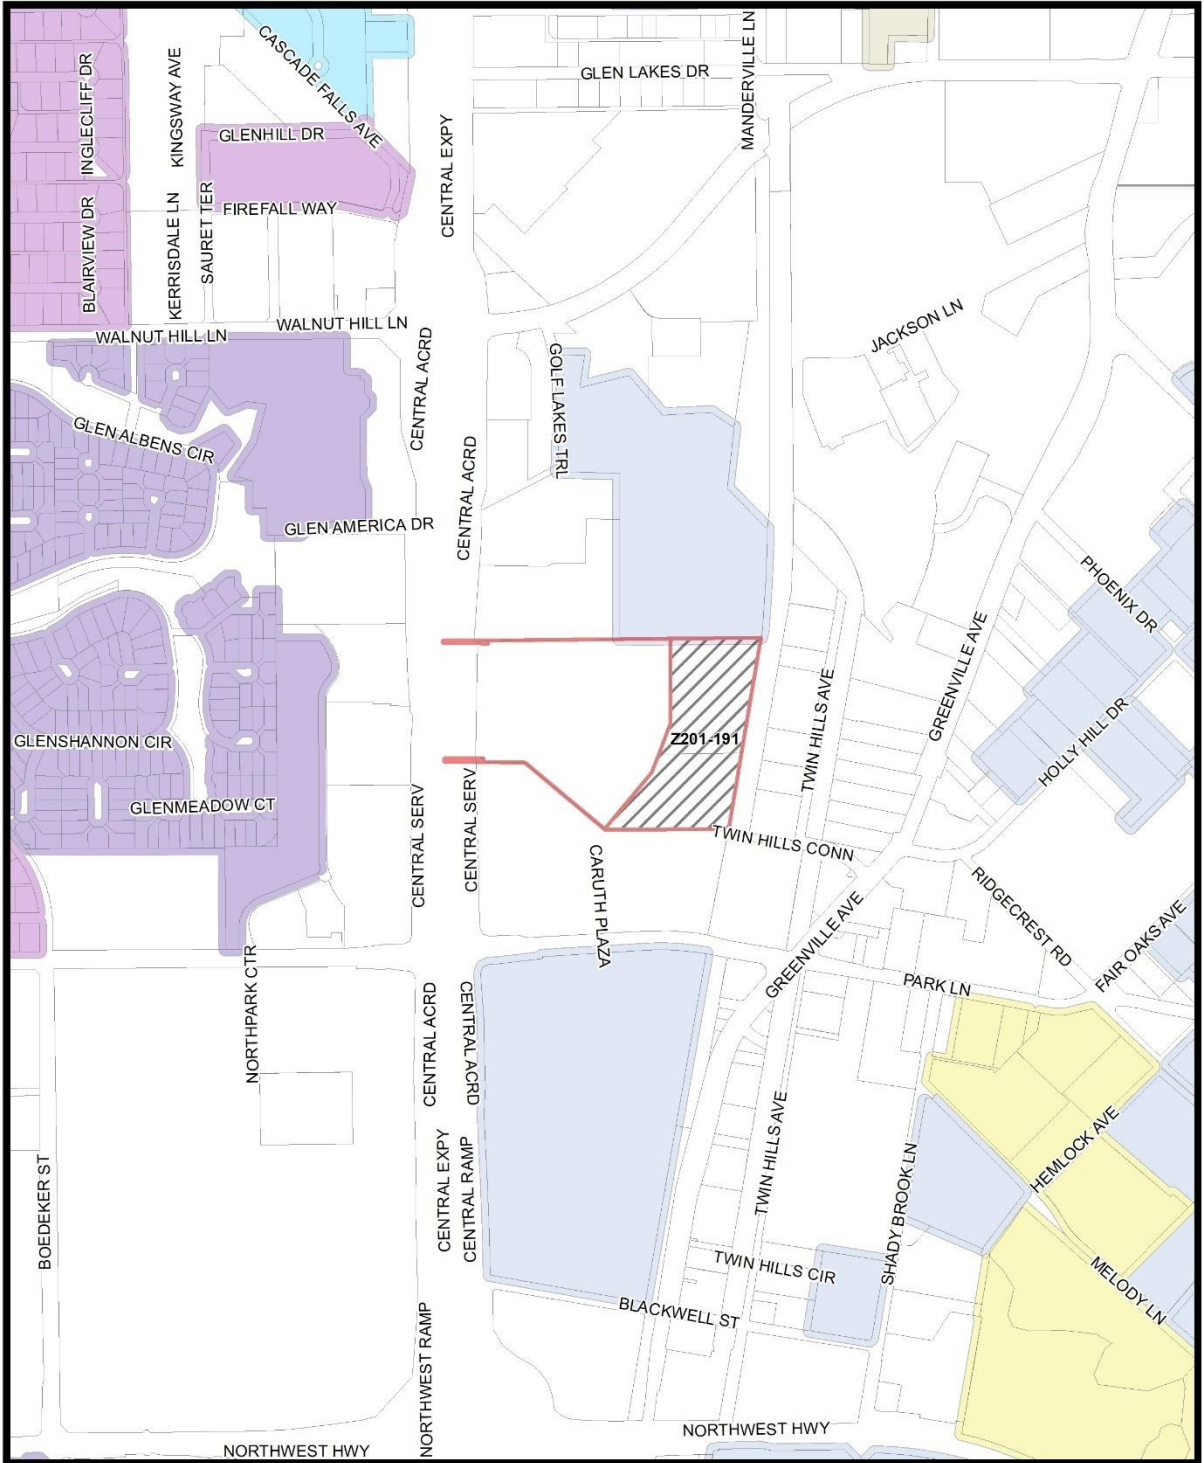 CASCADE FALLS AVE
MANDERVILLE LN
INGLECLIFF DR
KINGSWAY AVE
GLEN LAKES DR
GLENHILL DR
CENTRAL EXPY
BLAIRVIEW DR
KERRISDALE LN
SAURET TER
FIREFALL WAY
WALNUT HILL LN
WALNUT HILL LN
JACKSON LN
CENTRAL ACRD
GOLF LAKES TRL
GLEN ALBENS CIR
CENTRAL ACRD
GLEN AMERICA DR
PHOENIX DR
GREENVILLE AVE
TWIN HILLS AVE
HOLLY HILL DR
Z201-191
GLENSHANNON CIR
GLENMEADOW CT
CENTRAL SERV
CENTRAL SERV
TWIN HILLS CONN
CARUTH PLAZA
RIDGECREST RD
FAIR OAKS AVE
GREENVILLE AVE
PARK LN
NORTHPARK CTR
CENTRAL ACRD
CENTRAL ACRD
TWIN HILLS AVE
HEMLOCK AVE
BOEDEKER ST
CENTRAL EXPY
CENTRAL RAMP
SHADY BROOK LN
TWIN HILLS CIR
MELODY LN
BLACKWELL ST
NORTHWEST RAMP
NORTHWEST HWY
NORTHWEST HWY